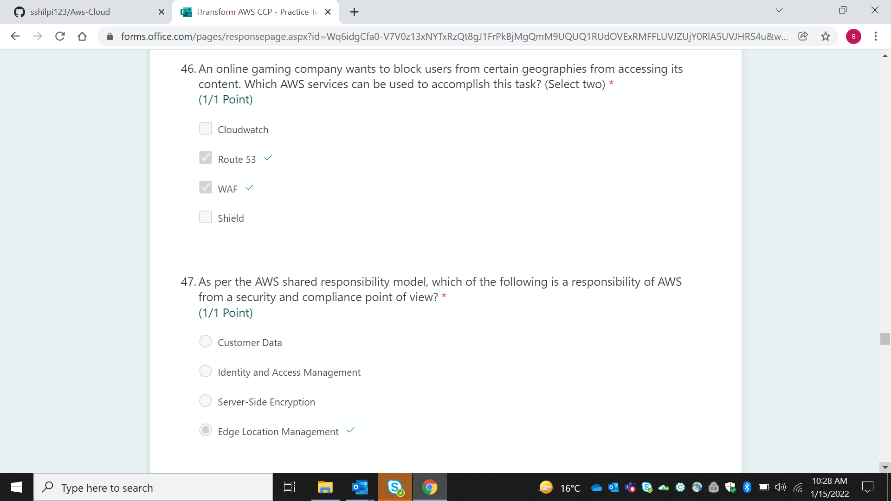 sshilpi123/Aws-Cloud
iTransform AWS CCP - Practice Te
forms.office.com/pages/responsepage.aspx?id=Wq6idgCfa0-V7V0z13xNYTxRzQt8gJ1FrPkBjMgQmM9UQUQ1RUdOVExRMFFLUVJZUjY0RlA5UVJHRS4u&w...
s
46. An online gaming company wants to block users from certain geographies from accessing its
content. Which AWS services can be used to accomplish this task? (Select two) *
(1/1 Point)
Cloudwatch
Route 53
WAF
Shield
47. As per the AWS shared responsibility model, which of the following is a responsibility of AWS
from a security and compliance point of view? *
(1/1 Point)
Customer Data
Identity and Access Management
Server-Side Encryption
Edge Location Management
Type here to search
16°C
10:28 AM
1/15/2022